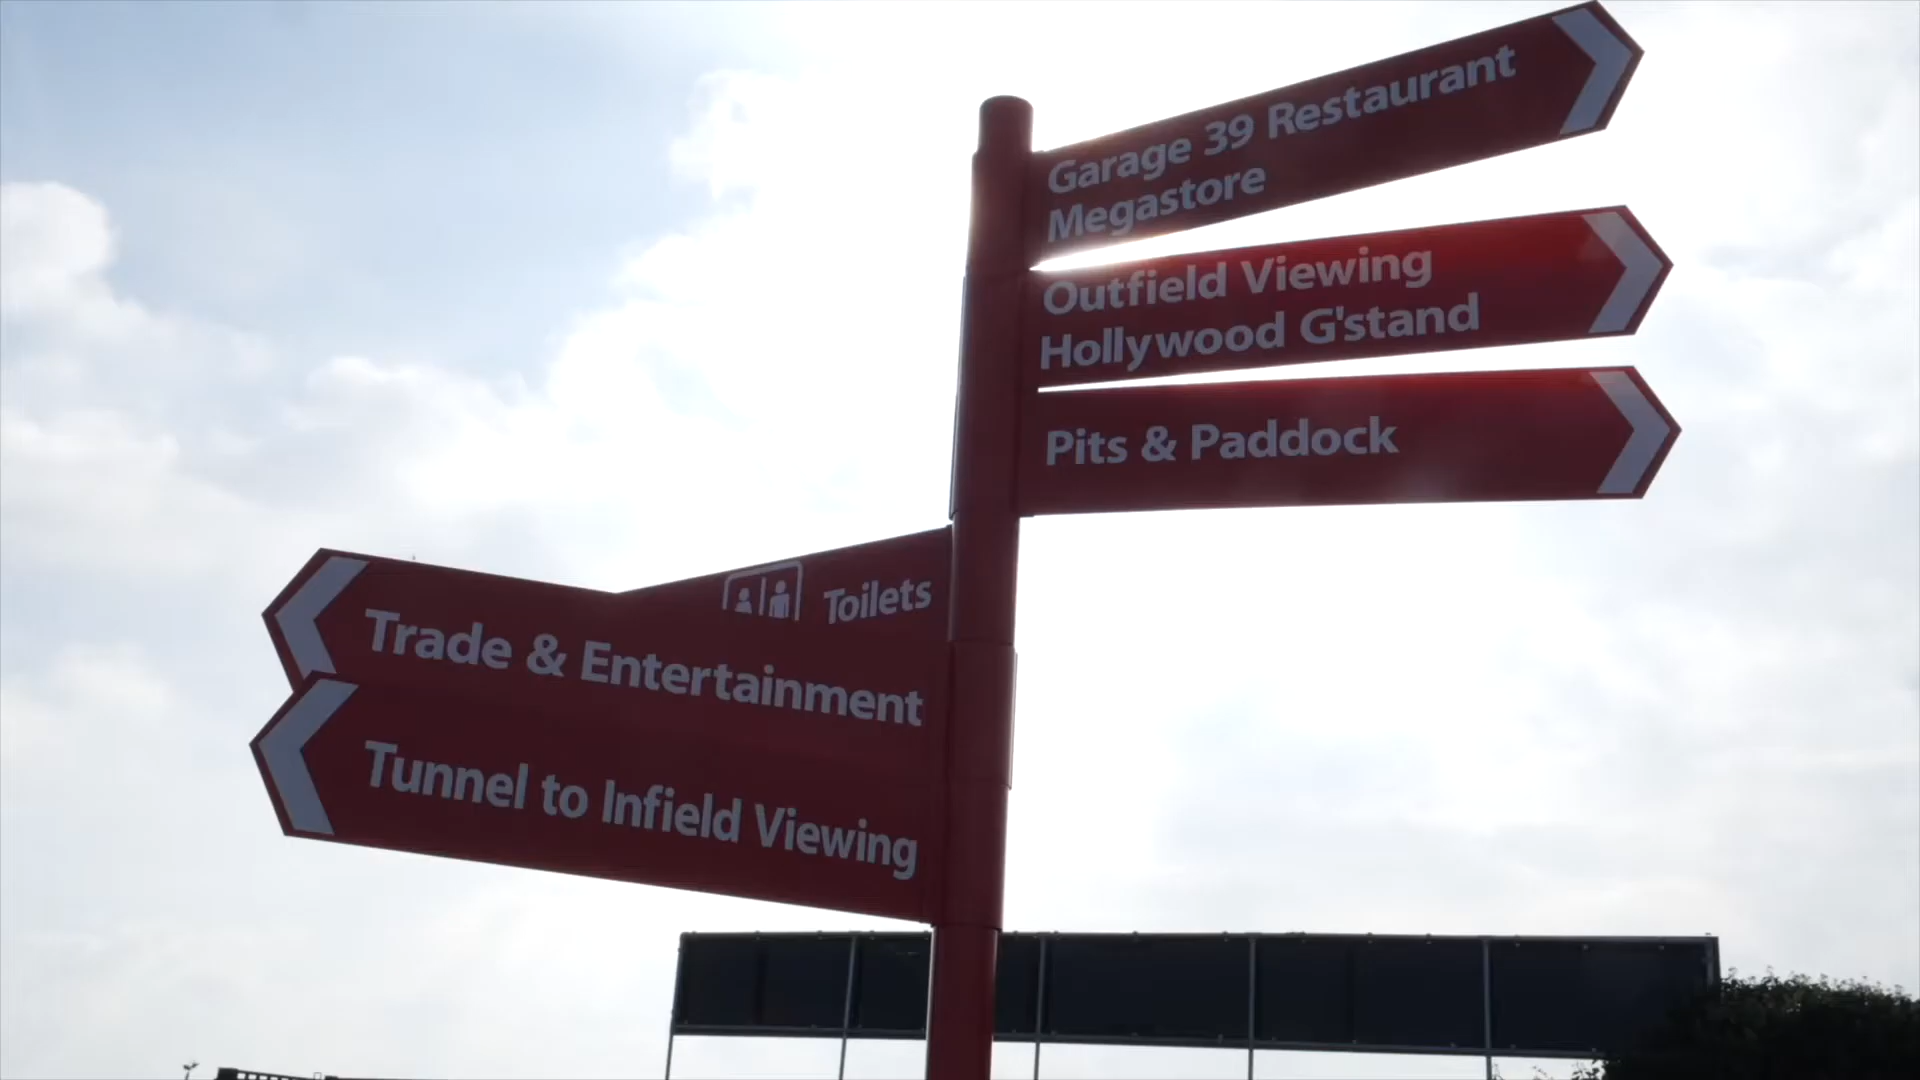 Garage 39 Restaurant
Megastore
Outfield Viewing
Hollywood G'stand
Pits & Paddock
Toilets
Trade & Entertainment
Tunnel to Infield Viewing